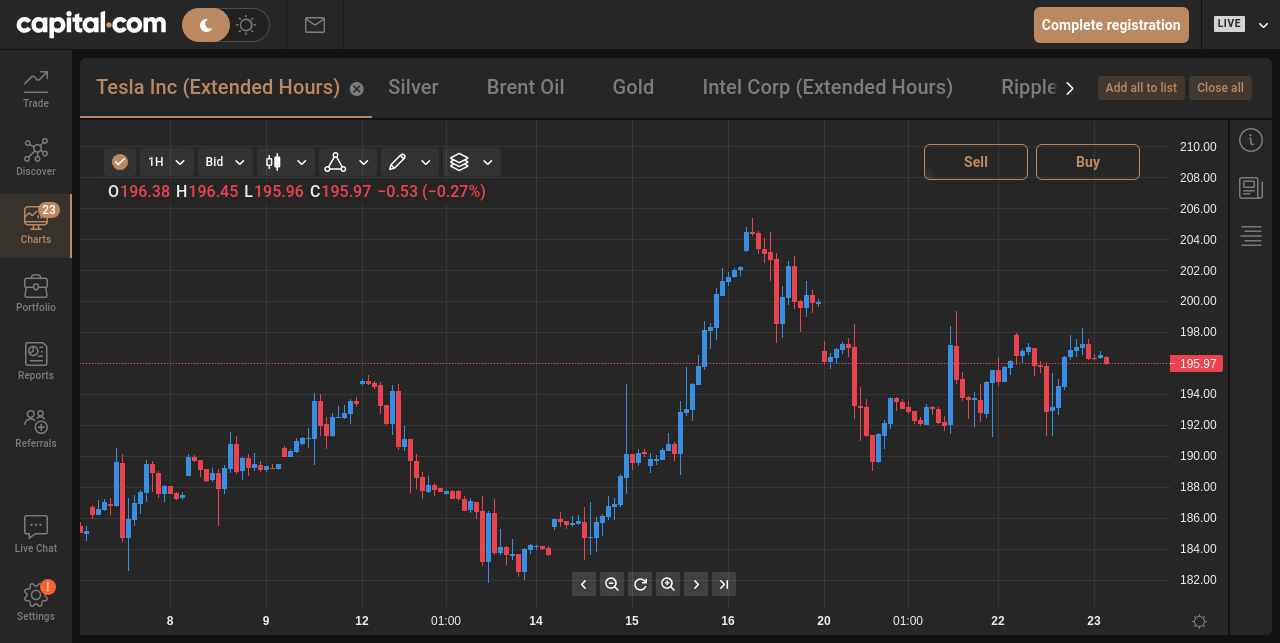 capital.com
Complete registration
LIVE
Trade
Discover
23
Charts
Portfolio
Reports
Referrals
Live Chat
!
Settings
Tesla Inc (Extended Hours)
Silver
Brent Oil
Gold
Intel Corp (Extended Hours)
Ripple
Add all to list
Close all
1H
Bid
Sell
Buy
O196.38 H196.45 L195.96 C195.97 −0.53 (−0.27%)
210.00
208.00
206.00
204.00
202.00
200.00
198.00
195.97
194.00
192.00
190.00
188.00
186.00
184.00
182.00
8 9 12 01:00 14 15 16 20 01:00 22 23